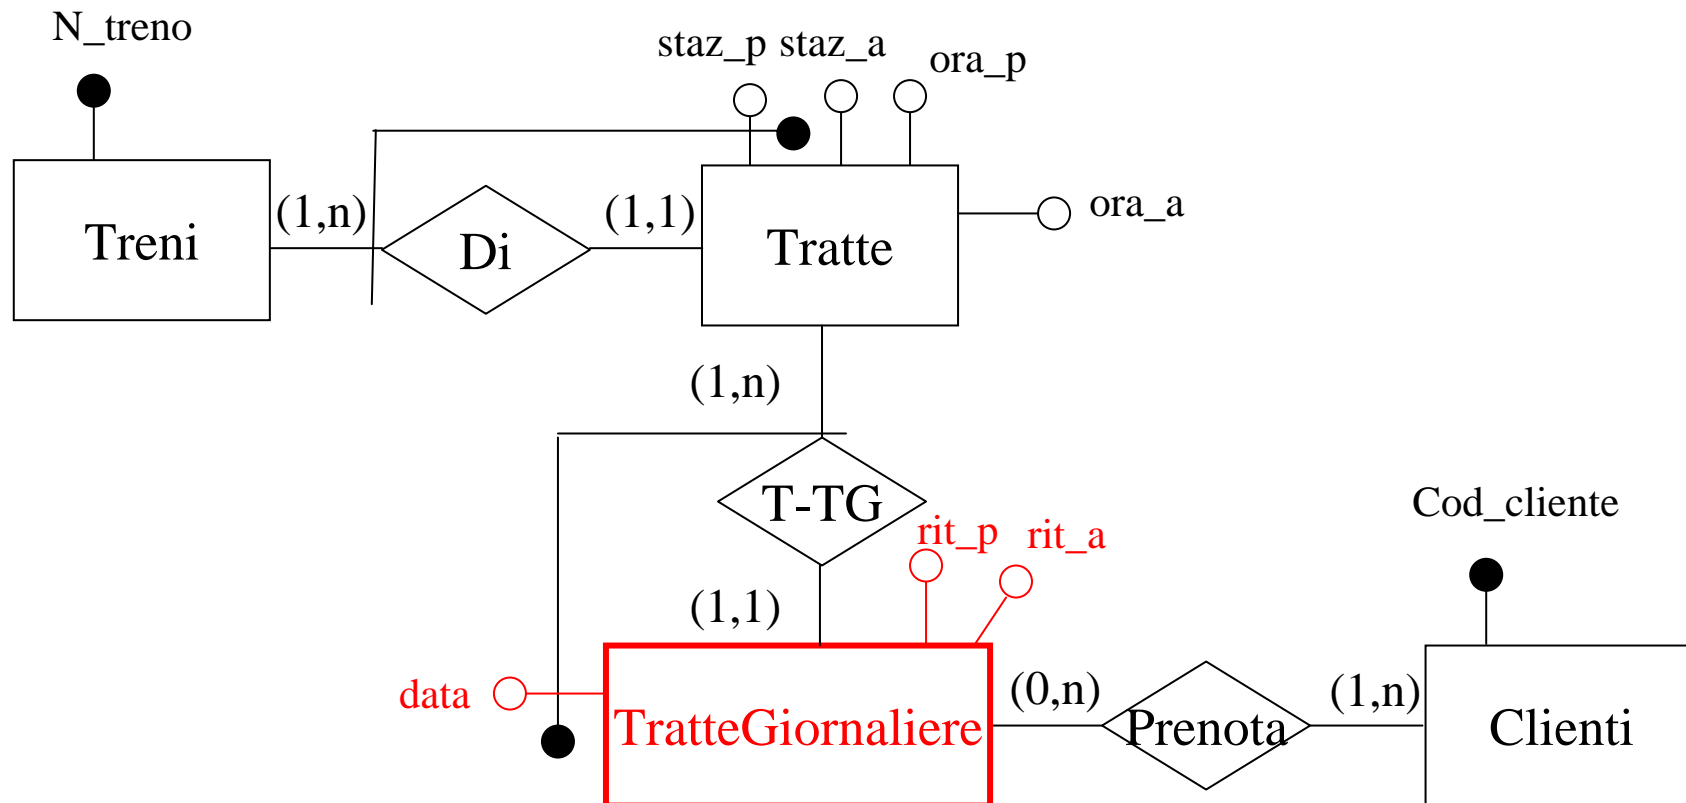 N_treno
staz_p staz_a
ora_p
(1,n)
(1,1)
ora_a
Treni
Di
Tratte
(1,n)
T-TG
Cod_cliente
rit_p
rit_a
(1,1)
data
(0,n)
(1,n)
TratteGiornaliere
Prenota
Clienti